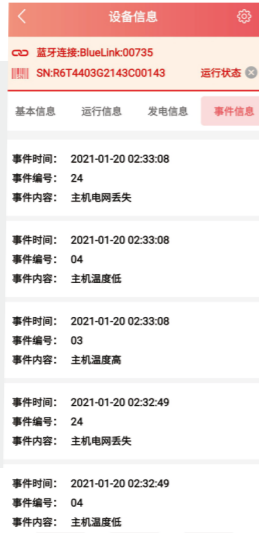 设备信息
蓝牙连接:BlueLink:00735
SN:R6T4403G2143C00143 运行状态
基本信息 运行信息 发电信息 事件信息
事件时间： 2021-01-20 02:33:08
事件编号： 24
事件内容： 主机电网丢失
事件时间： 2021-01-20 02:33:08
事件编号： 04
事件内容： 主机温度低
事件时间： 2021-01-20 02:33:08
事件编号： 03
事件内容： 主机温度高
事件时间： 2021-01-20 02:32:49
事件编号： 24
事件内容： 主机电网丢失
事件时间： 2021-01-20 02:32:49
事件编号： 04
事件内容： 主机温度低